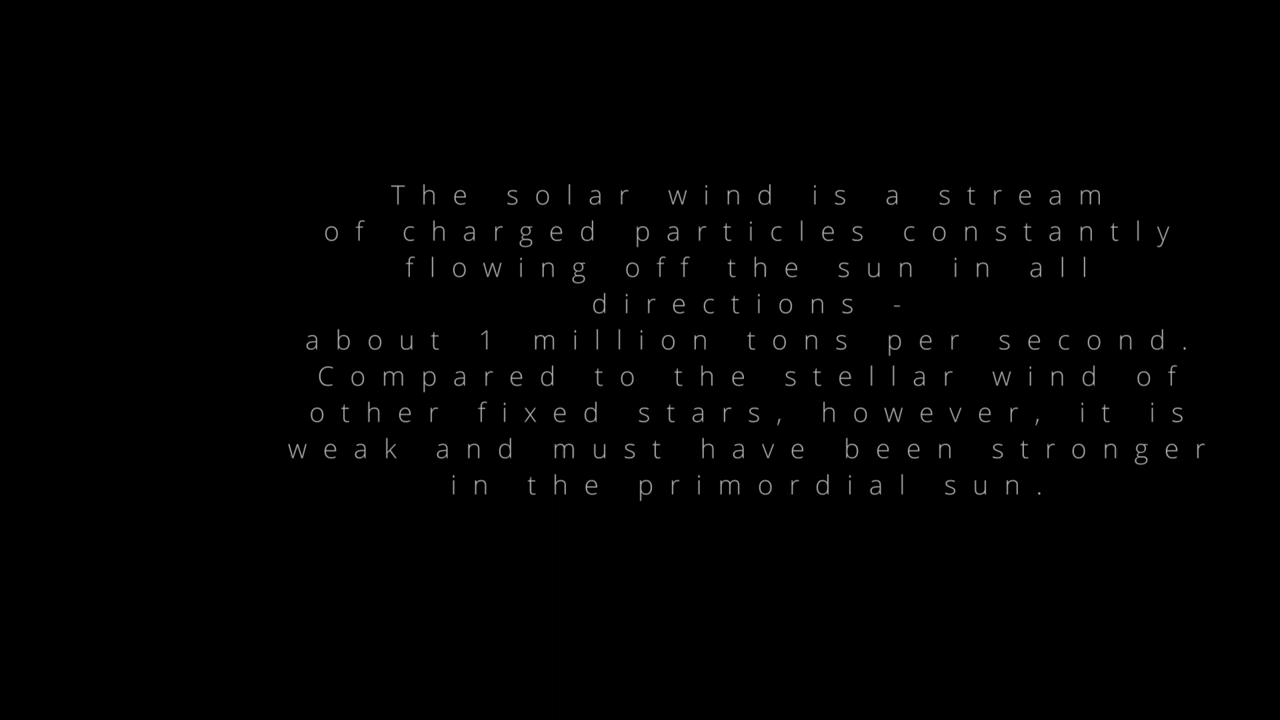 The solar wind is a stream
of charged particles constantly
flowing off the sun in all
directions -
about 1 million tons per second.
Compared to the stellar wind of
other fixed stars, however, it is
weak and must have been stronger
in the primordial sun.